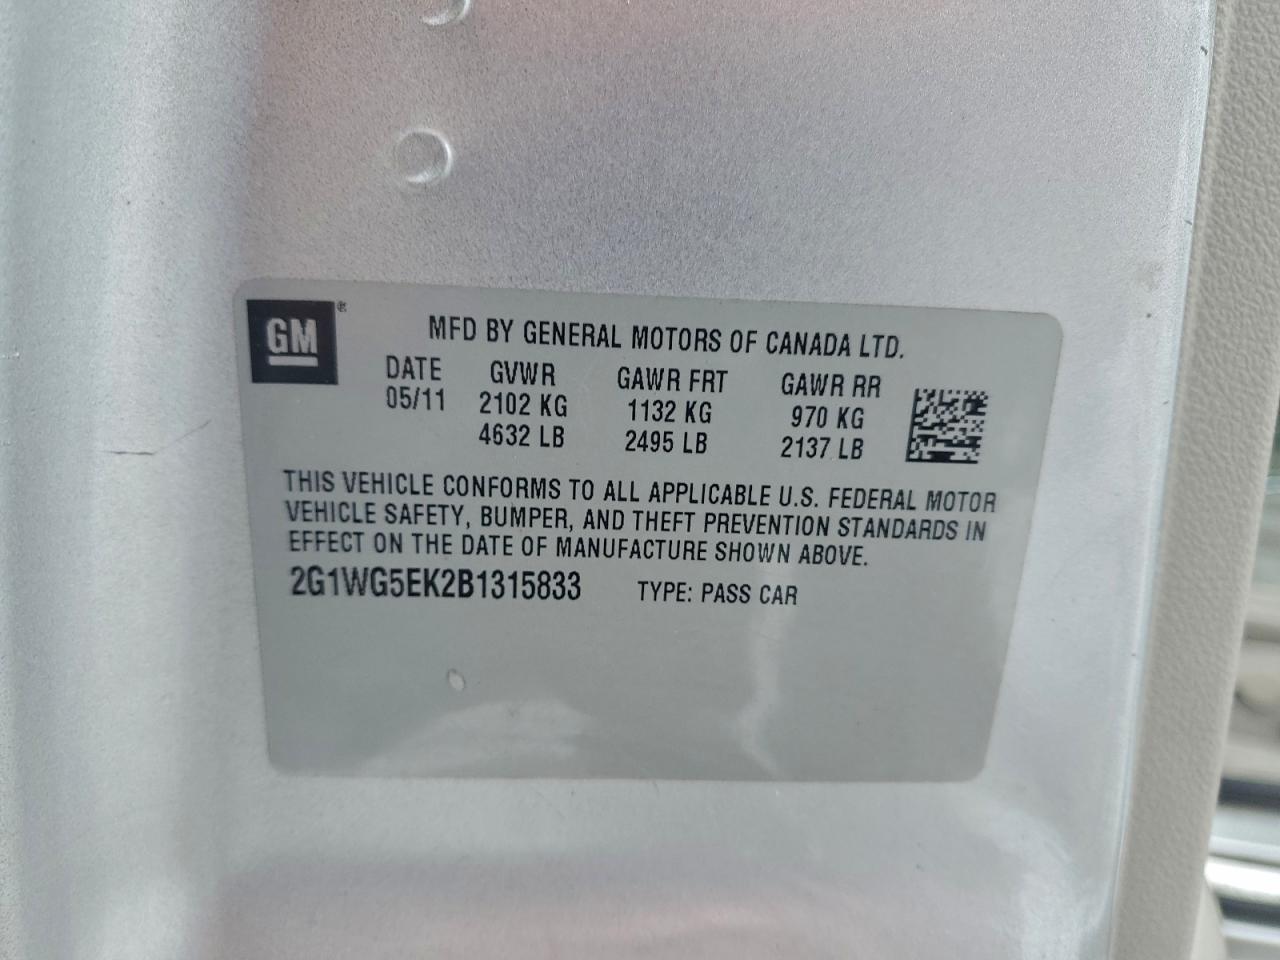 GM ®
MFD BY GENERAL MOTORS OF CANADA LTD.
DATE GVWR GAWR FRT GAWR RR
05/11 2102 KG 1132 KG 970 KG
4632 LB 2495 LB 2137 LB
THIS VEHICLE CONFORMS TO ALL APPLICABLE U.S. FEDERAL MOTOR
VEHICLE SAFETY, BUMPER, AND THEFT PREVENTION STANDARDS IN
EFFECT ON THE DATE OF MANUFACTURE SHOWN ABOVE.
2G1WG5EK2B1315833 TYPE: PASS CAR